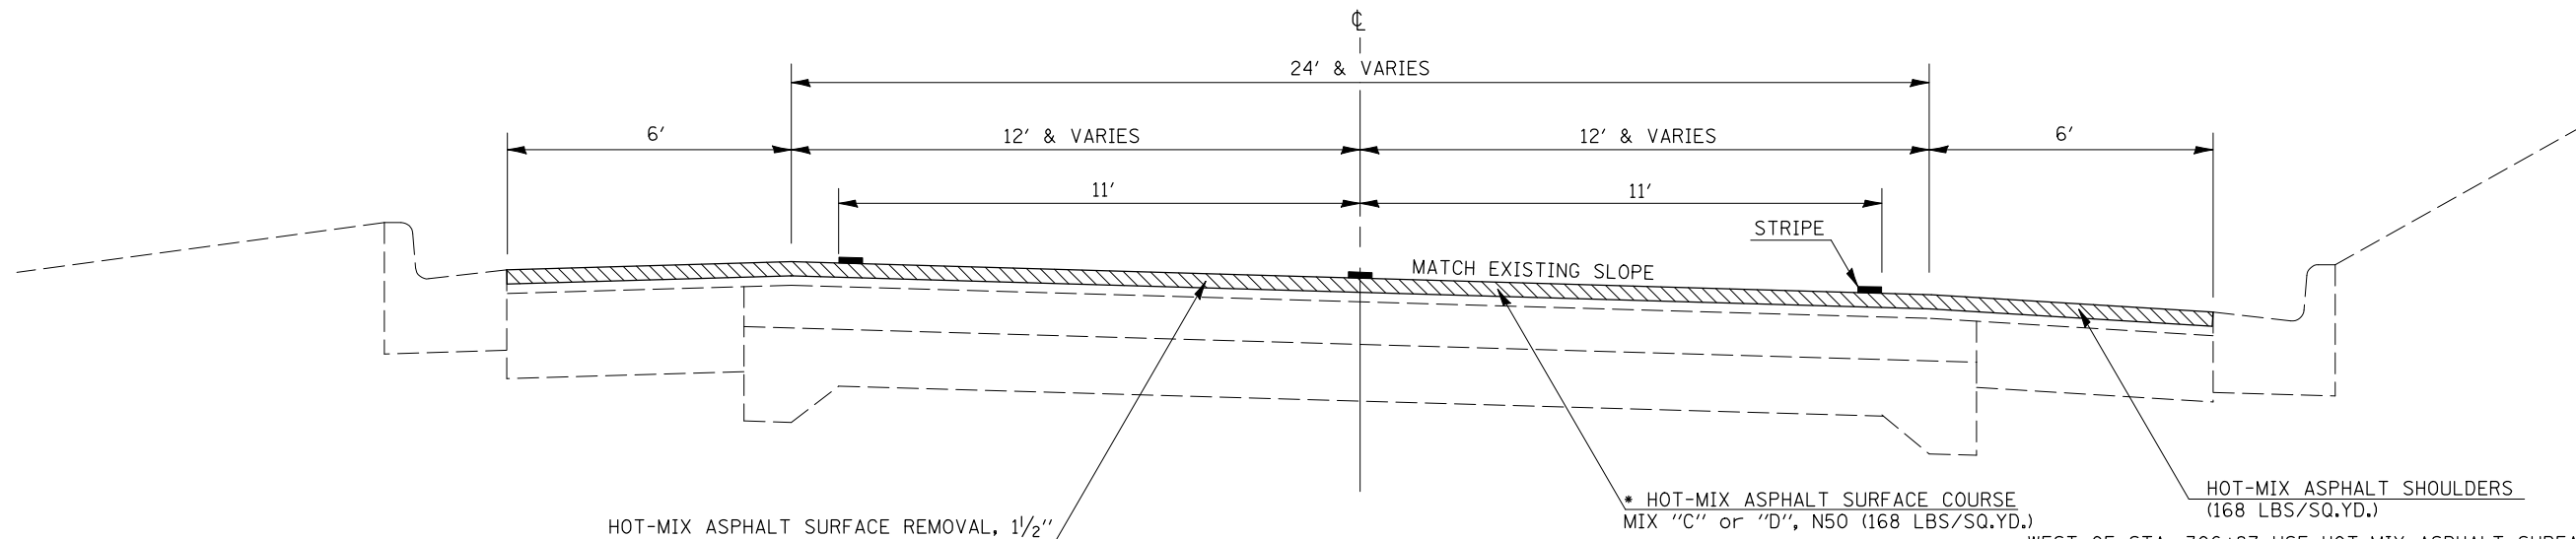 ℄
24' & VARIES
6'
12' & VARIES
12' & VARIES
6'
11'
11'
STRIPE
MATCH EXISTING SLOPE
HOT-MIX ASPHALT SURFACE REMOVAL, 1½"
* HOT-MIX ASPHALT SURFACE COURSE
MIX "C" or "D", N50 (168 LBS/SQ.YD.)
HOT-MIX ASPHALT SHOULDERS
(168 LBS/SQ.YD.)